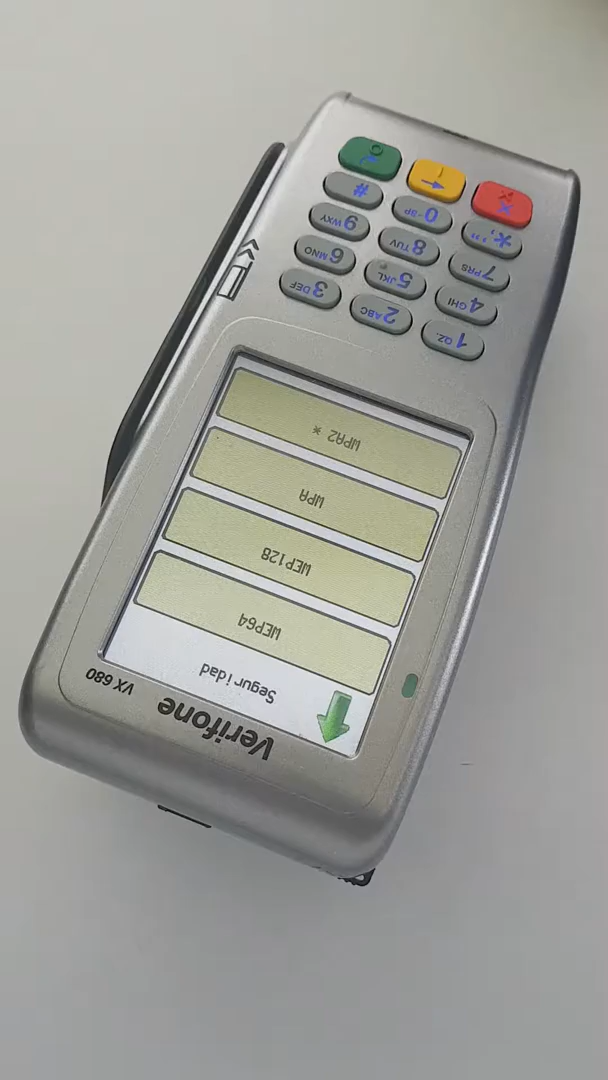 Verifone
VX 680
Seguridad
WEP64
WEP128
WPA
WPA2 *
1 QZ.
2 ABC
3 DEF
4 GHI
5 JKL
6 MNO
7 PRS
8 TUV
9 WXY
*,'"
0-SP
#
X
O